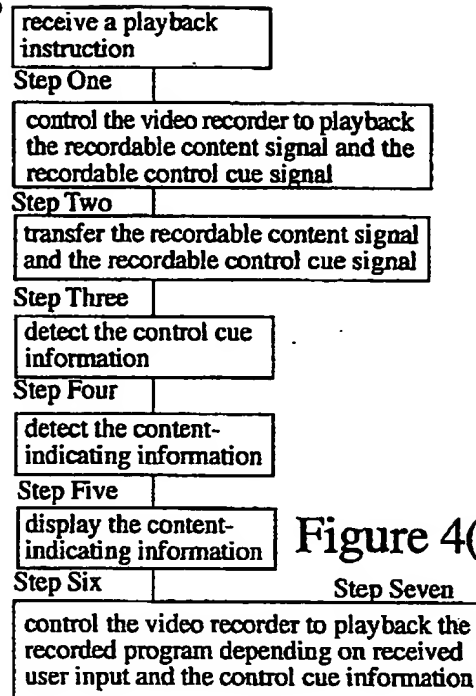 receive a playback
instruction
Step One
control the video recorder to playback
the recordable content signal and the
recordable control cue signal
Step Two
transfer the recordable content signal
and the recordable control cue signal
Step Three
detect the control cue
information
Step Four
detect the content-
indicating information
Step Five
display the content-
indicating information
Figure 4(
Step Six
Step Seven
control the video recorder to playback the
recorded program depending on received
user input and the control cue information